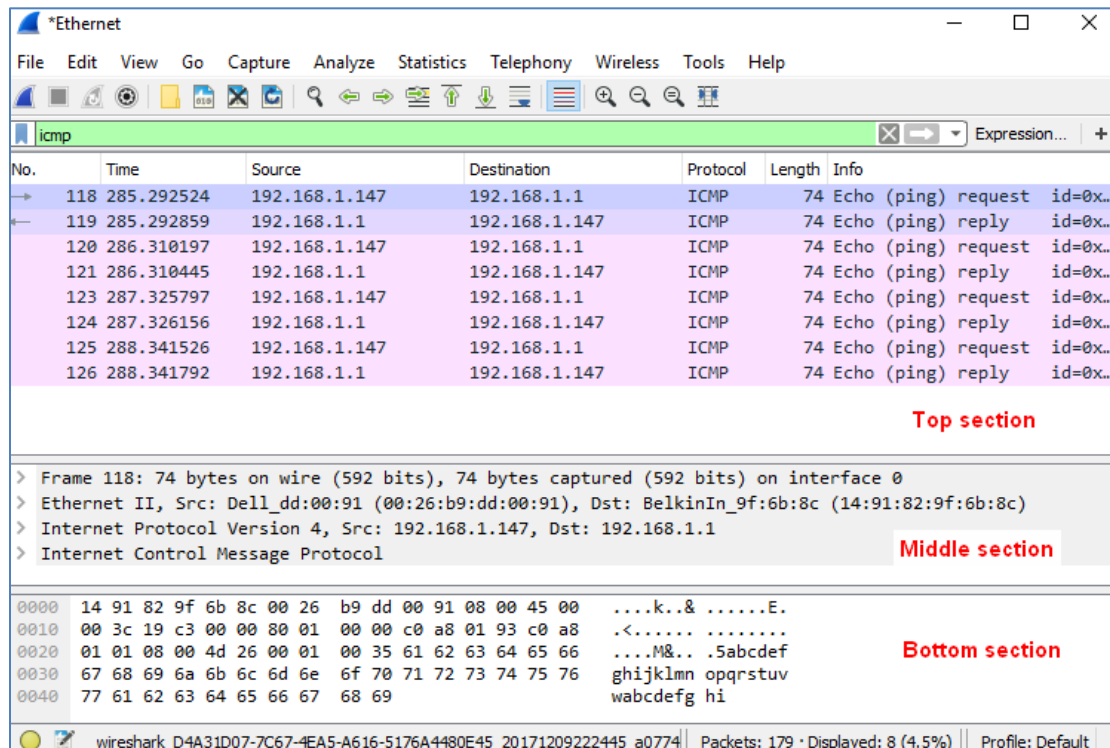 *Ethernet
File Edit View Go Capture Analyze Statistics Telephony Wireless Tools Help
icmp Expression... +
No. Time Source Destination Protocol Length Info
118 285.292524 192.168.1.147 192.168.1.1 ICMP 74 Echo (ping) request id=0x…
119 285.292859 192.168.1.1 192.168.1.147 ICMP 74 Echo (ping) reply id=0x…
120 286.310197 192.168.1.147 192.168.1.1 ICMP 74 Echo (ping) request id=0x…
121 286.310445 192.168.1.1 192.168.1.147 ICMP 74 Echo (ping) reply id=0x…
123 287.325797 192.168.1.147 192.168.1.1 ICMP 74 Echo (ping) request id=0x…
124 287.326156 192.168.1.1 192.168.1.147 ICMP 74 Echo (ping) reply id=0x…
125 288.341526 192.168.1.147 192.168.1.1 ICMP 74 Echo (ping) request id=0x…
126 288.341792 192.168.1.1 192.168.1.147 ICMP 74 Echo (ping) reply id=0x…
Top section
> Frame 118: 74 bytes on wire (592 bits), 74 bytes captured (592 bits) on interface 0
> Ethernet II, Src: Dell_dd:00:91 (00:26:b9:dd:00:91), Dst: BelkinIn_9f:6b:8c (14:91:82:9f:6b:8c)
> Internet Protocol Version 4, Src: 192.168.1.147, Dst: 192.168.1.1
> Internet Control Message Protocol
Middle section
0000 14 91 82 9f 6b 8c 00 26 b9 dd 00 91 08 00 45 00 ....k..& ......E.
0010 00 3c 19 c3 00 00 80 01 00 00 c0 a8 01 93 c0 a8 .<...... ........
0020 01 01 08 00 4d 26 00 01 00 35 61 62 63 64 65 66 ....M&.. .5abcdef
0030 67 68 69 6a 6b 6c 6d 6e 6f 70 71 72 73 74 75 76 ghijklmn opqrstuv
0040 77 61 62 63 64 65 66 67 68 69 wabcdefg hi
Bottom section
wireshark_D4A31D07-7C67-4EA5-A616-5176A4480E45_20171209222445_a0774 Packets: 179 · Displayed: 8 (4.5%) Profile: Default